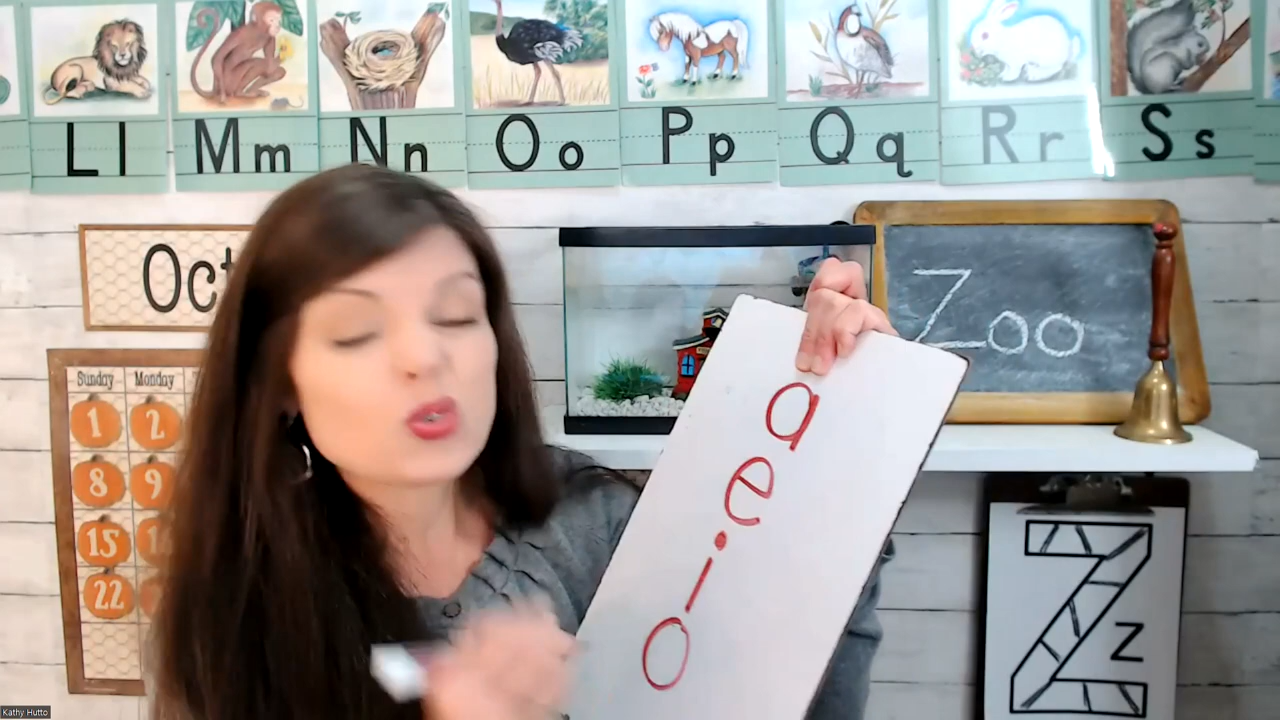 Ll Mm Nn Oo Pp Qq Rr Ss
Oct
Zoo
Sunday Monday
1 2
8 9
15
22
a
e
i
o
Zz
Kathy Hutto